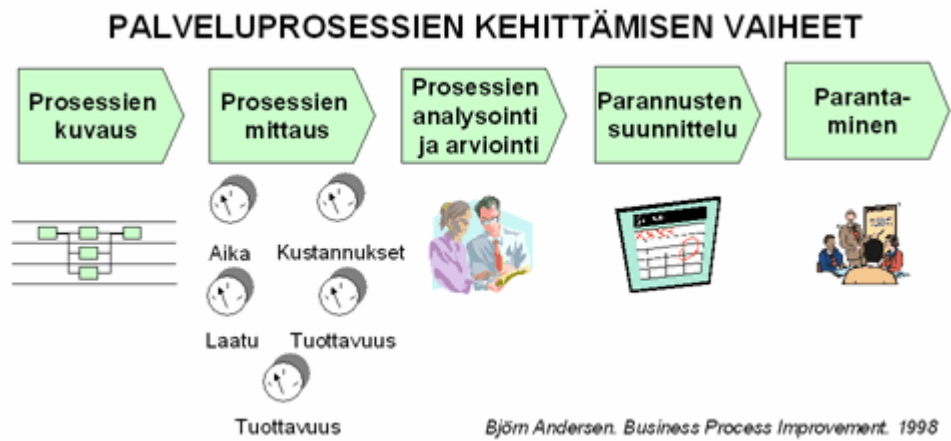 PALVELUPROSESSIEN KEHITTÄMISEN VAIHEET
Prosessien
kuvaus
Prosessien
mittaus
Prosessien
analysointi
ja arviointi
Parannusten
suunnittelu
Paranta-
minen
Aika
Kustannukset
Laatu
Tuottavuus
Tuottavuus
Björn Andersen. Business Process Improvement. 1998